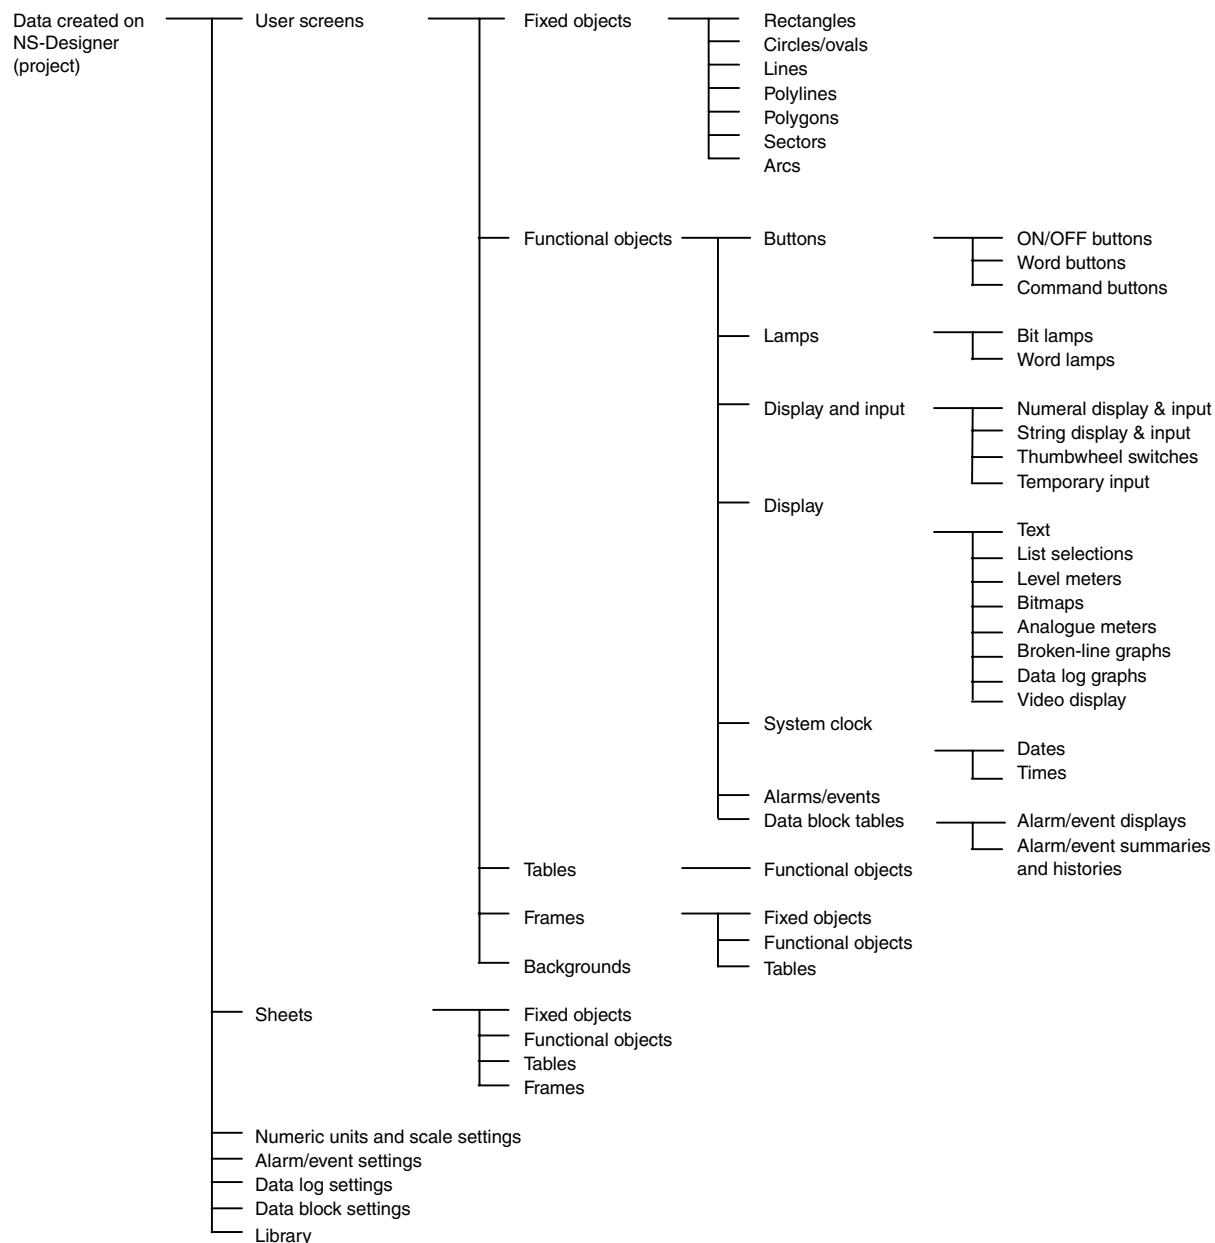 Data created on
NS-Designer
(project)
User screens
Fixed objects
Rectangles
Circles/ovals
Lines
Polylines
Polygons
Sectors
Arcs
Functional objects
Buttons
ON/OFF buttons
Word buttons
Command buttons
Lamps
Bit lamps
Word lamps
Display and input
Numeral display & input
String display & input
Thumbwheel switches
Temporary input
Display
Text
List selections
Level meters
Bitmaps
Analogue meters
Broken-line graphs
Data log graphs
Video display
System clock
Dates
Times
Alarms/events
Data block tables
Alarm/event displays
Alarm/event summaries
and histories
Tables
Functional objects
Frames
Fixed objects
Functional objects
Tables
Backgrounds
Sheets
Fixed objects
Functional objects
Tables
Frames
Numeric units and scale settings
Alarm/event settings
Data log settings
Data block settings
Library